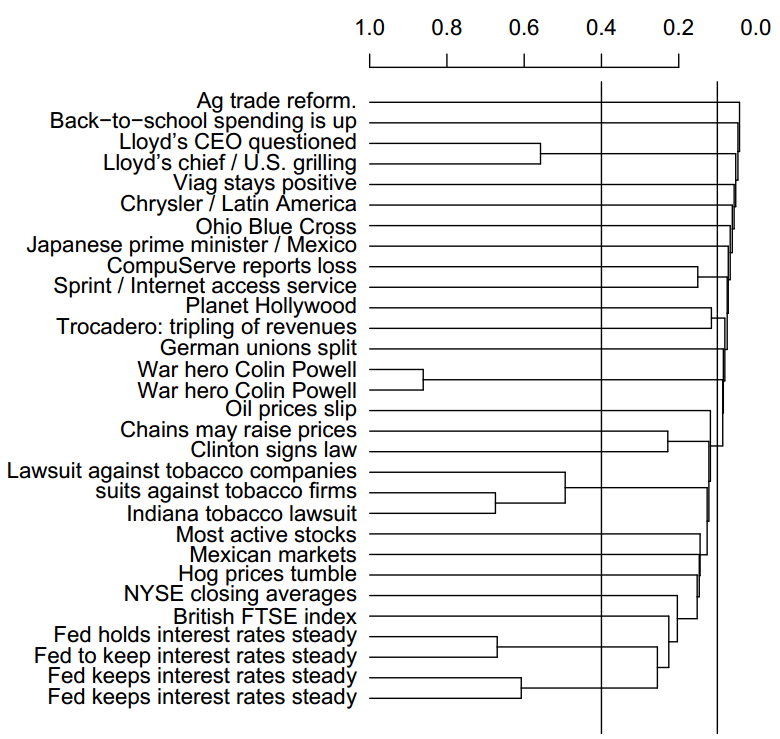 1.0 0.8 0.6 0.4 0.2 0.0
Ag trade reform.
Back−to−school spending is up
Lloyd’s CEO questioned
Lloyd’s chief / U.S. grilling
Viag stays positive
Chrysler / Latin America
Ohio Blue Cross
Japanese prime minister / Mexico
CompuServe reports loss
Sprint / Internet access service
Planet Hollywood
Trocadero: tripling of revenues
German unions split
War hero Colin Powell
War hero Colin Powell
Oil prices slip
Chains may raise prices
Clinton signs law
Lawsuit against tobacco companies
suits against tobacco firms
Indiana tobacco lawsuit
Most active stocks
Mexican markets
Hog prices tumble
NYSE closing averages
British FTSE index
Fed holds interest rates steady
Fed to keep interest rates steady
Fed keeps interest rates steady
Fed keeps interest rates steady